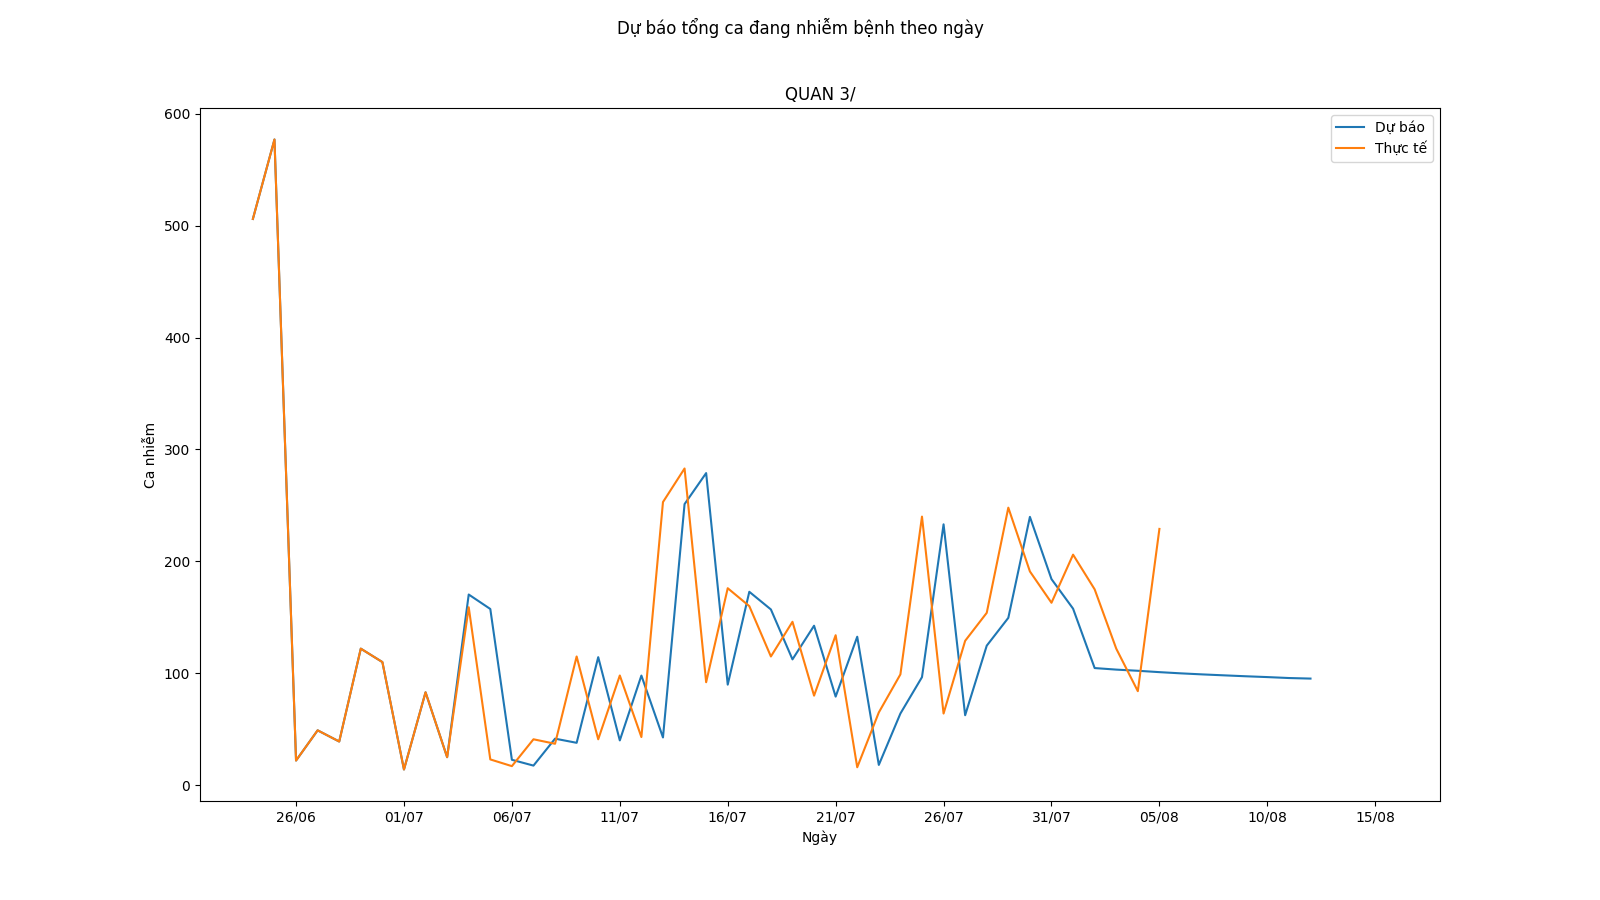 Dự báo tổng ca đang nhiễm bệnh theo ngày
QUAN 3/
Dự báo
Thực tế
Ca nhiễm
600
500
400
300
200
100
0
26/06 01/07 06/07 11/07 16/07 21/07 26/07 31/07 05/08 10/08 15/08
Ngày